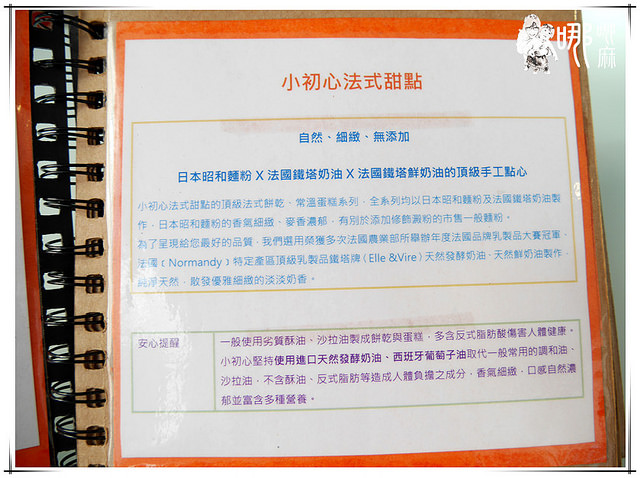 娜
麻
小初心法式甜點
自然、細緻、無添加
日本昭和麵粉 X 法國鐵塔奶油 X 法國鐵塔鮮奶油的頂級手工點心
小初心法式甜點的頂級法式餅乾、常溫蛋糕系列，全系列均以日本昭和麵粉及法國鐵塔奶油製
作，日本昭和麵粉的香氣細緻、麥香濃郁，有別於添加修飾澱粉的市售一般麵粉。
為了呈現給您最好的品質，我們選用榮獲多次法國農業部所舉辦年度法國品牌乳製品大賽冠軍，
法國﹝Normandy﹞特定產區頂級乳製品鐵塔牌（Elle &Vire）天然發酵奶油、天然鮮奶油製作，
純淨天然，散發優雅細緻的淡淡奶香。
安心提醒
一般使用劣質酥油、沙拉油製成餅乾與蛋糕，多含反式脂肪酸傷害人體健康。
小初心堅持使用進口天然發酵奶油、西班牙葡萄子油取代一般常用的調和油、
沙拉油，不含酥油、反式脂肪等造成人體負擔之成分，香氣細緻，口感自然濃
郁並富含多種營養。